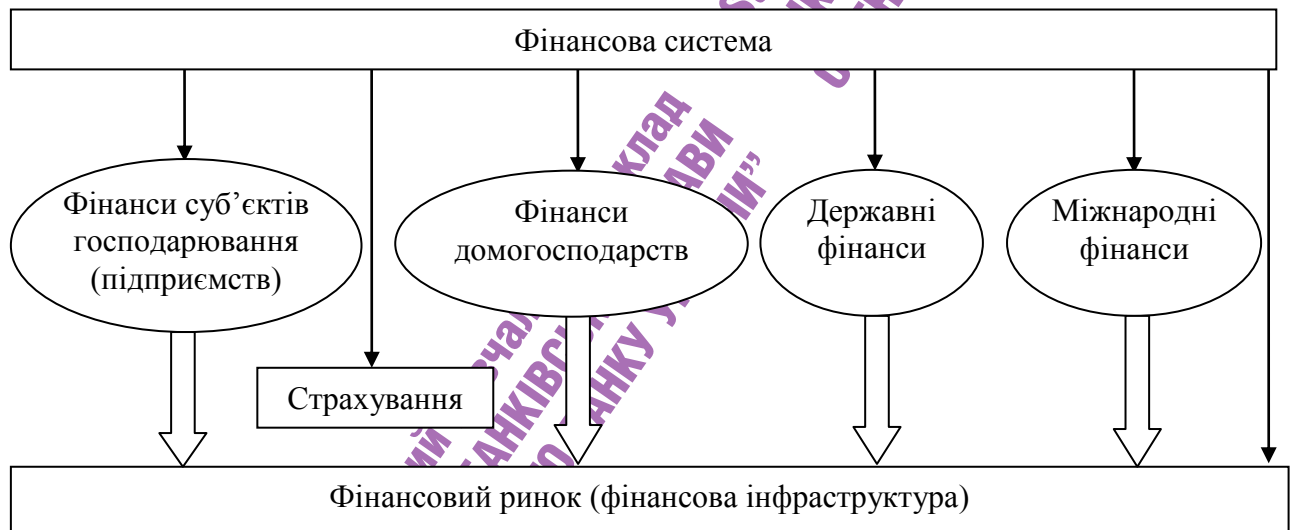 Фінансова система
Фінанси суб’єктів
господарювання
(підприємств)
Фінанси
домогосподарств
Державні
фінанси
Міжнародні
фінанси
Страхування
Фінансовий ринок (фінансова інфраструктура)